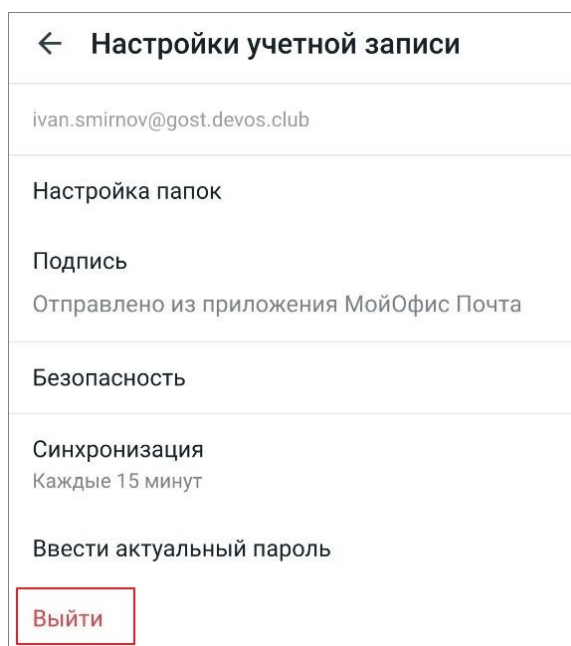 Настройки учетной записи
ivan.smirnov@gost.devos.club
Настройка папок
Подпись
Отправлено из приложения МойОфис Почта
Безопасность
Синхронизация
Каждые 15 минут
Ввести актуальный пароль
Выйти